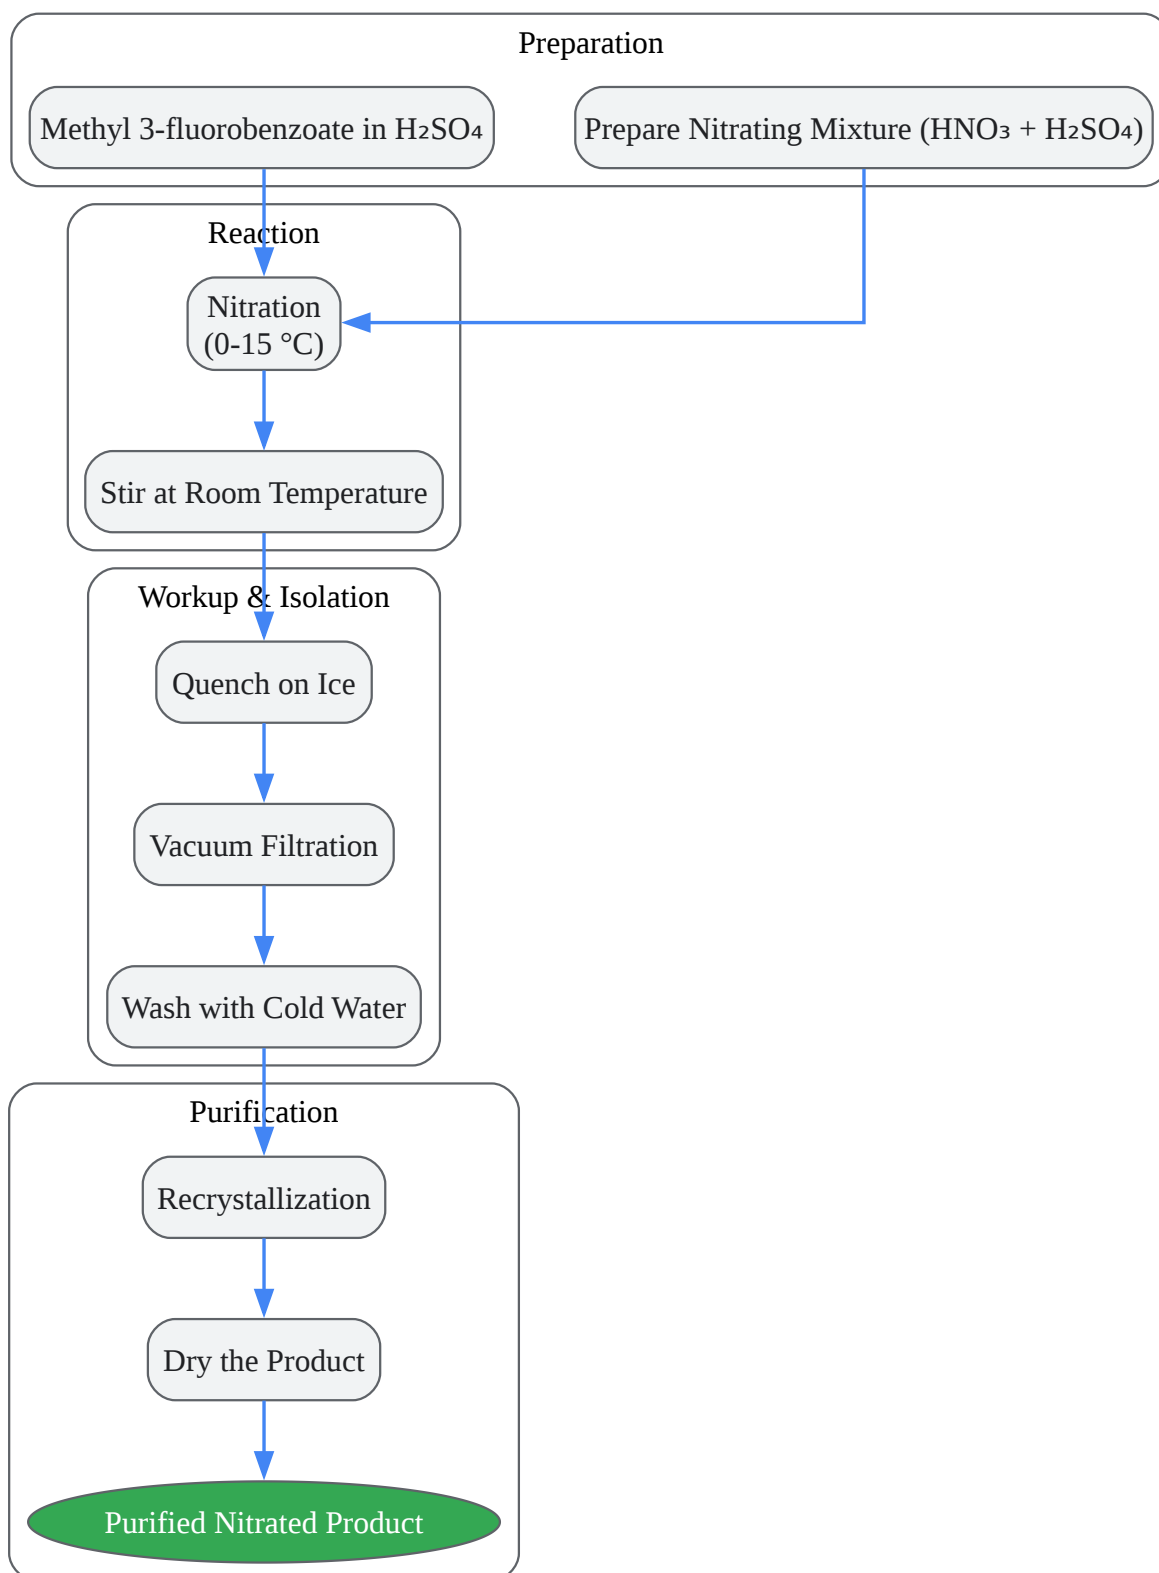 Preparation
Methyl 3-fluorobenzoate in H₂SO₄
Prepare Nitrating Mixture (HNO₃ + H₂SO₄)
Reaction
Nitration
(0-15 °C)
Stir at Room Temperature
Workup & Isolation
Quench on Ice
Vacuum Filtration
Wash with Cold Water
Purification
Recrystallization
Dry the Product
Purified Nitrated Product